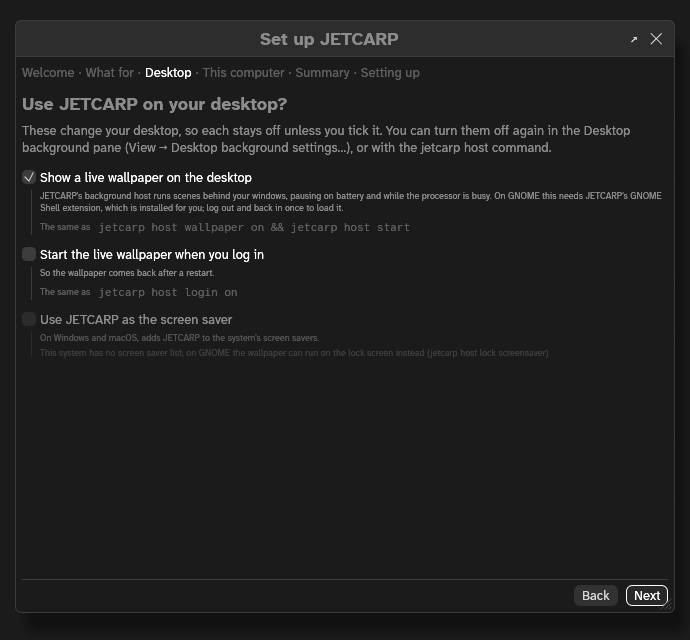 Set up JETCARP
Welcome · What for · Desktop · This computer · Summary · Setting up
Use JETCARP on your desktop?
These change your desktop, so each stays off unless you tick it. You can turn them off again in the Desktop
background pane (View → Desktop background settings...), or with the jetcarp host command.
Show a live wallpaper on the desktop
JETCARP's background host runs scenes behind your windows, pausing on battery and while the processor is busy. On GNOME this needs JETCARP's GNOME
Shell extension, which is installed for you; log out and back in once to load it.
The same as jetcarp host wallpaper on && jetcarp host start
Start the live wallpaper when you log in
So the wallpaper comes back after a restart.
The same as jetcarp host login on
Use JETCARP as the screen saver
On Windows and macOS, adds JETCARP to the system's screen savers.
This system has no screen saver list; on GNOME the wallpaper can run on the lock screen instead (jetcarp host lock screensaver)
Back Next